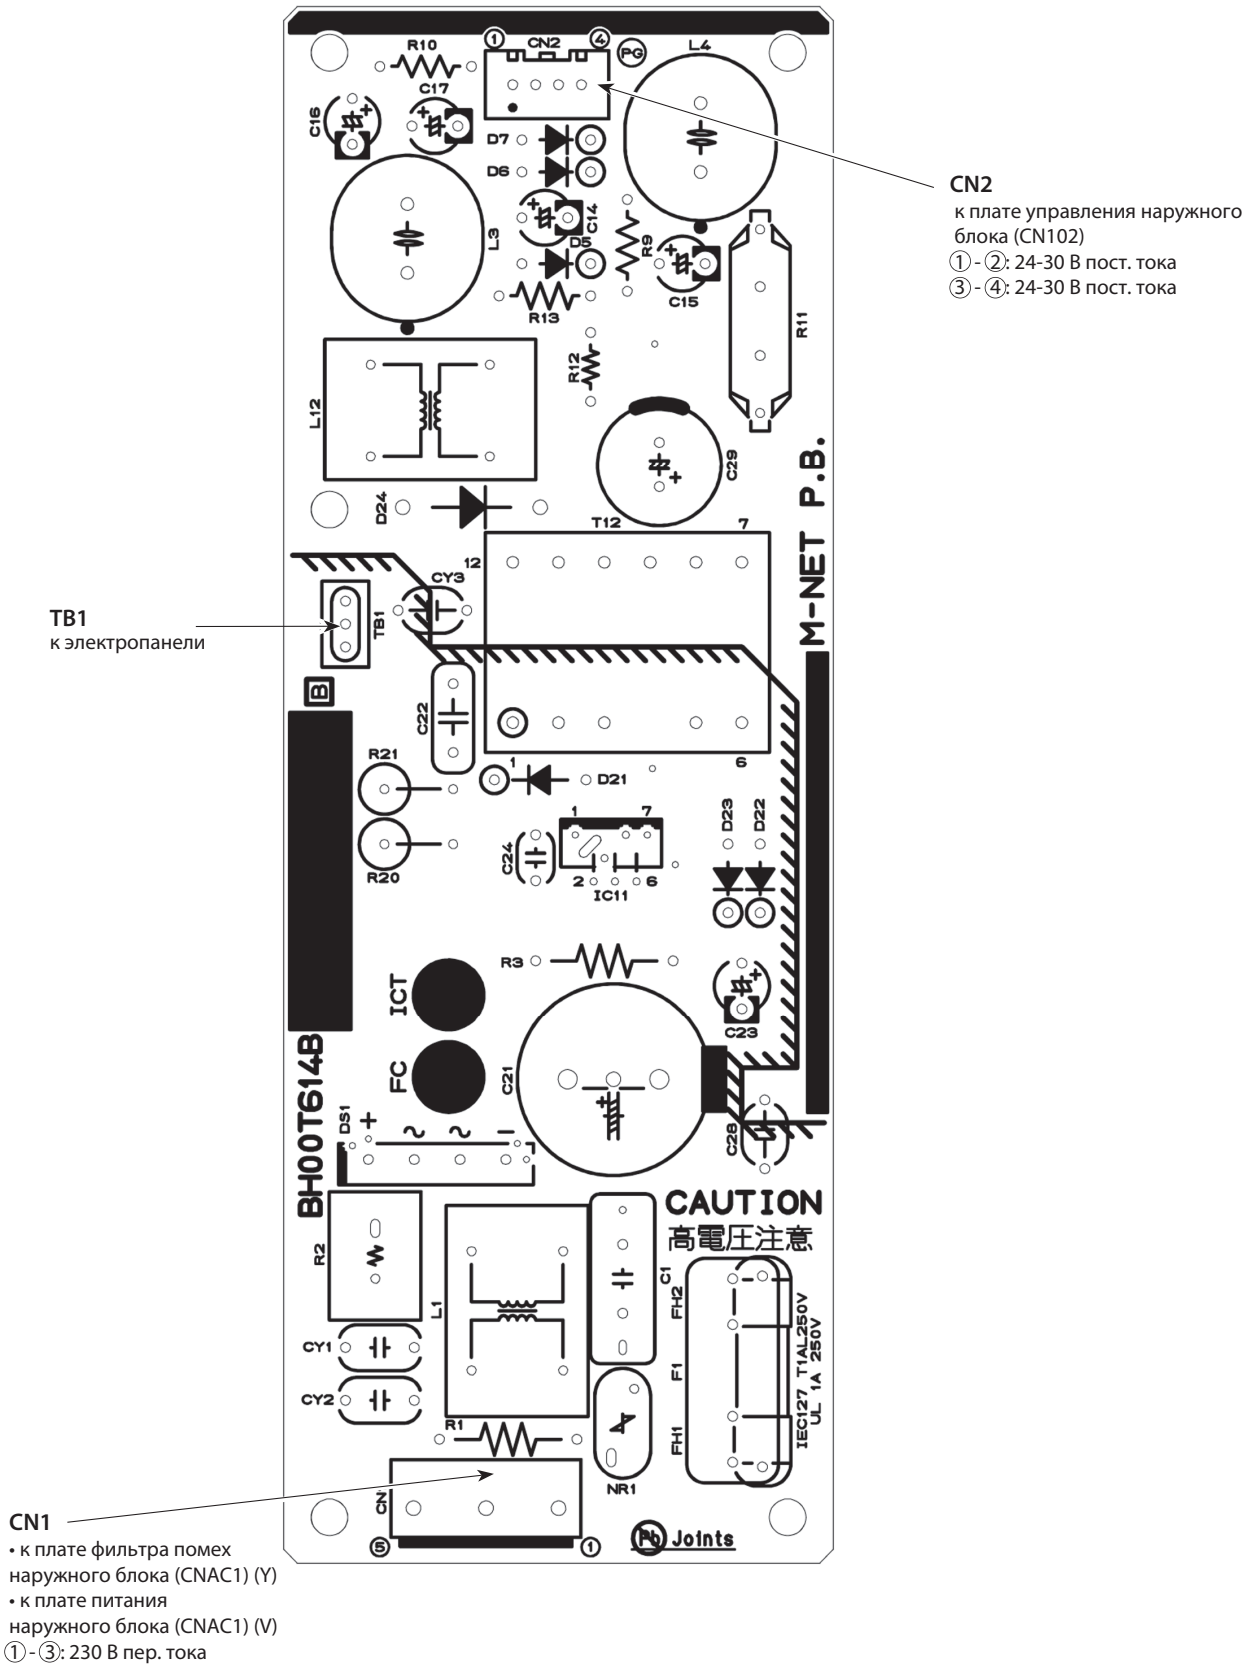 R10
1
CN2
4
PG
L4
C17
C16
D7
D6
C14
L3
D5
R9
C15
R13
R11
R12
L12
C29
M-NET P.B.
D24
T12
7
12
CY3
TB1
B
C22
R21
1
6
D21
D23
D22
1
7
C24
R20
2
6
IC11
R3
ICT
C23
FC
C21
BH00T614B
DS1
+
~
~
−
C28
CAUTION
高電圧注意
R2
L1
C1
FH2
CY1
F1
IEC127 T1AL250V
UL 1A 250V
CY2
R1
FH1
NR1
CN
5
1
Pb Joints
CN2
к плате управления наружного
блока (CN102)
① - ②: 24-30 В пост. тока
③ - ④: 24-30 В пост. тока
TB1
к электропанели
CN1
• к плате фильтра помех
наружного блока (CNAC1) (Y)
• к плате питания
наружного блока (CNAC1) (V)
① - ③: 230 В пер. тока